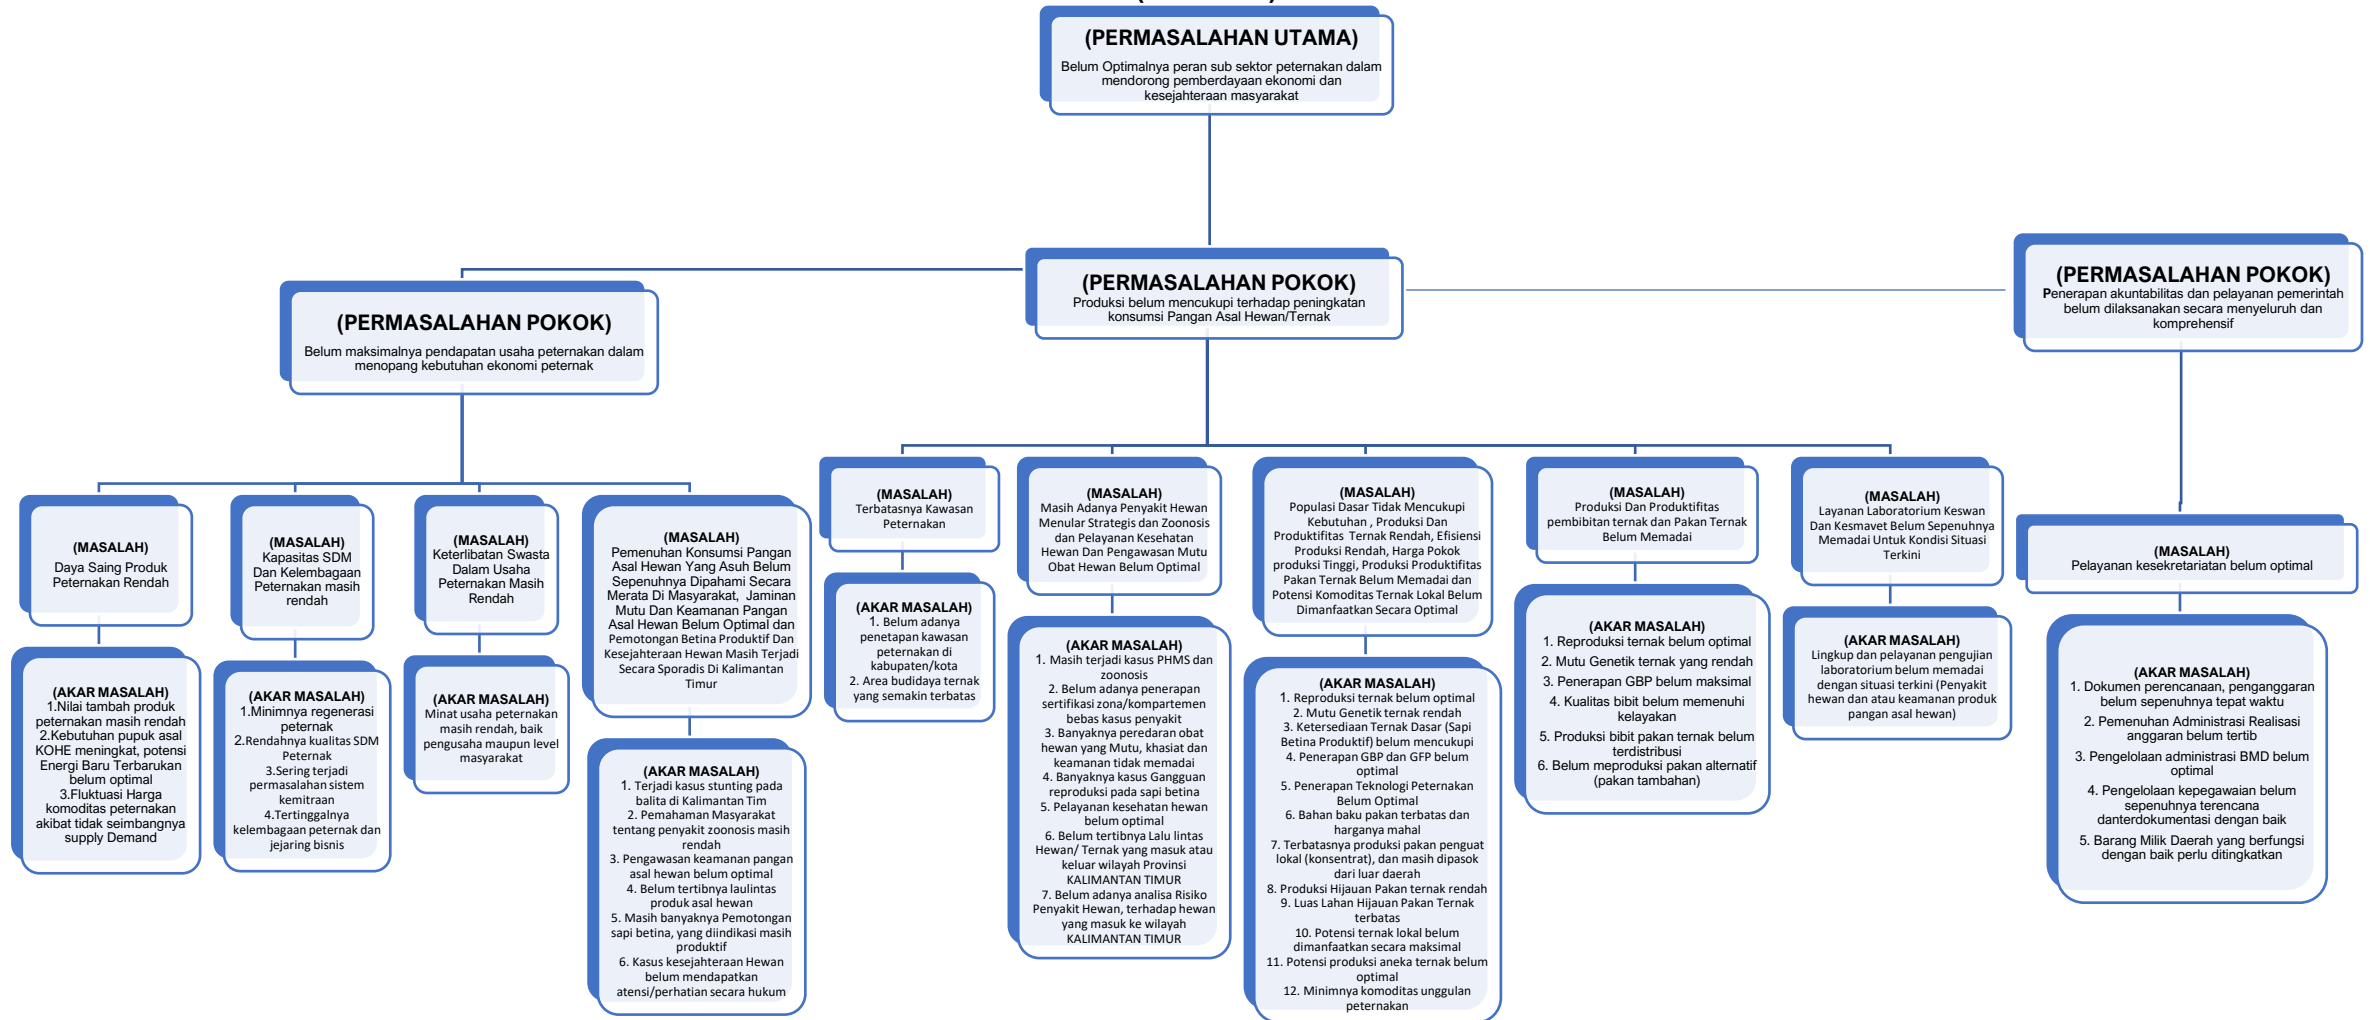 (PERMASALAHAN UTAMA)
Belum Optimalnya peran sub sektor peternakan dalam
mendorong pemberdayaan ekonomi dan
kesejahteraan masyarakat
(PERMASALAHAN POKOK)
Belum maksimalnya pendapatan usaha peternakan dalam
menopang kebutuhan ekonomi peternak
(PERMASALAHAN POKOK)
Produksi belum mencukupi terhadap peningkatan
konsumsi Pangan Asal Hewan/Ternak
(PERMASALAHAN POKOK)
Penerapan akuntabilitas dan pelayanan pemerintah
belum dilaksanakan secara menyeluruh dan
komprehensif
(MASALAH)
Daya Saing Produk
Peternakan Rendah
(MASALAH)
Kapasitas SDM
Dan Kelembagaan
Peternakan masih
rendah
(MASALAH)
Keterlibatan Swasta
Dalam Usaha
Peternakan Masih
Rendah
(MASALAH)
Pemenuhan Konsumsi Pangan
Asal Hewan Yang Asuh Belum
Sepenuhnya Dipahami Secara
Merata Di Masyarakat, Jaminan
Mutu Dan Keamanan Pangan
Asal Hewan Belum Optimal dan
Pemotongan Betina Produktif Dan
Kesejahteraan Hewan Masih Terjadi
Secara Sporadis Di Kalimantan
Timur
(MASALAH)
Terbatasnya Kawasan
Peternakan
(MASALAH)
Masih Adanya Penyakit Hewan
Menular Strategis dan Zoonosis
dan Pelayanan Kesehatan
Hewan Dan Pengawasan Mutu
Obat Hewan Belum Optimal
(MASALAH)
Populasi Dasar Tidak Mencukupi
Kebutuhan , Produksi Dan
Produktifitas Ternak Rendah, Efisiensi
Produksi Rendah, Harga Pokok
produksi Tinggi, Produksi Produktifitas
Pakan Ternak Belum Memadai dan
Potensi Komoditas Ternak Lokal Belum
Dimanfaatkan Secara Optimal
(MASALAH)
Produksi Dan Produktifitas
pembibitan ternak dan Pakan Ternak
Belum Memadai
(MASALAH)
Layanan Laboratorium Keswan
Dan Kesmavet Belum Sepenuhnya
Memadai Untuk Kondisi Situasi
Terkini
(MASALAH)
Pelayanan kesekretariatan belum optimal
(AKAR MASALAH)
1.Nilai tambah produk
peternakan masih rendah
2.Kebutuhan pupuk asal
KOHE meningkat, potensi
Energi Baru Terbarukan
belum optimal
3.Fluktuasi Harga
komoditas peternakan
akibat tidak seimbangnya
supply Demand
(AKAR MASALAH)
1.Minimnya regenerasi
peternak
2.Rendahnya kualitas SDM
Peternak
3.Sering terjadi
permasalahan sistem
kemitraan
4.Tertinggalnya
kelembagaan peternak dan
jejaring bisnis
(AKAR MASALAH)
Minat usaha peternakan
masih rendah, baik
pengusaha maupun level
masyarakat
(AKAR MASALAH)
1. Terjadi kasus stunting pada
balita di Kalimantan Tim
2. Pemahaman Masyarakat
tentang penyakit zoonosis masih
rendah
3. Pengawasan keamanan pangan
asal hewan belum optimal
4. Belum tertibnya laulintas
produk asal hewan
5. Masih banyaknya Pemotongan
sapi betina, yang diindikasi masih
produktif
6. Kasus kesejahteraan Hewan
belum mendapatkan
atensi/perhatian secara hukum
(AKAR MASALAH)
1. Belum adanya
penetapan kawasan
peternakan di
kabupaten/kota
2. Area budidaya ternak
yang semakin terbatas
(AKAR MASALAH)
1. Masih terjadi kasus PHMS dan
zoonosis
2. Belum adanya penerapan
sertifikasi zona/kompartemen
bebas kasus penyakit
3. Banyaknya peredaran obat
hewan yang Mutu, khasiat dan
keamanan tidak memadai
4. Banyaknya kasus Gangguan
reproduksi pada sapi betina
5. Pelayanan kesehatan hewan
belum optimal
6. Belum tertibnya Lalu lintas
Hewan/ Ternak yang masuk atau
keluar wilayah Provinsi
KALIMANTAN TIMUR
7. Belum adanya analisa Risiko
Penyakit Hewan, terhadap hewan
yang masuk ke wilayah
KALIMANTAN TIMUR
(AKAR MASALAH)
1. Reproduksi ternak belum optimal
2. Mutu Genetik ternak rendah
3. Ketersediaan Ternak Dasar (Sapi
Betina Produktif) belum mencukupi
4. Penerapan GBP dan GFP belum
optimal
5. Penerapan Teknologi Peternakan
Belum Optimal
6. Bahan baku pakan terbatas dan
harganya mahal
7. Terbatasnya produksi pakan penguat
lokal (konsentrat), dan masih dipasok
dari luar daerah
8. Produksi Hijauan Pakan ternak rendah
9. Luas Lahan Hijauan Pakan Ternak
terbatas
10. Potensi ternak lokal belum
dimanfaatkan secara maksimal
11. Potensi produksi aneka ternak belum
optimal
12. Minimnya komoditas unggulan
peternakan
(AKAR MASALAH)
1. Reproduksi ternak belum optimal
2. Mutu Genetik ternak yang rendah
3. Penerapan GBP belum maksimal
4. Kualitas bibit belum memenuhi
kelayakan
5. Produksi bibit pakan ternak belum
terdistribusi
6. Belum meproduksi pakan alternatif
(pakan tambahan)
(AKAR MASALAH)
Lingkup dan pelayanan pengujian
laboratorium belum memadai
dengan situasi terkini (Penyakit
hewan dan atau keamanan produk
pangan asal hewan)
(AKAR MASALAH)
1. Dokumen perencanaan, penganggaran
belum sepenuhnya tepat waktu
2. Pemenuhan Administrasi Realisasi
anggaran belum tertib
3. Pengelolaan administrasi BMD belum
optimal
4. Pengelolaan kepegawaian belum
sepenuhnya terencana
danterdokumentasi dengan baik
5. Barang Milik Daerah yang berfungsi
dengan baik perlu ditingkatkan